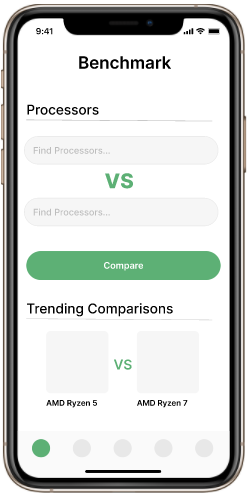 9:41
Benchmark
Processors
Find Processors...
VS
Find Processors...
Compare
Trending Comparisons
VS
AMD Ryzen 5 AMD Ryzen 7